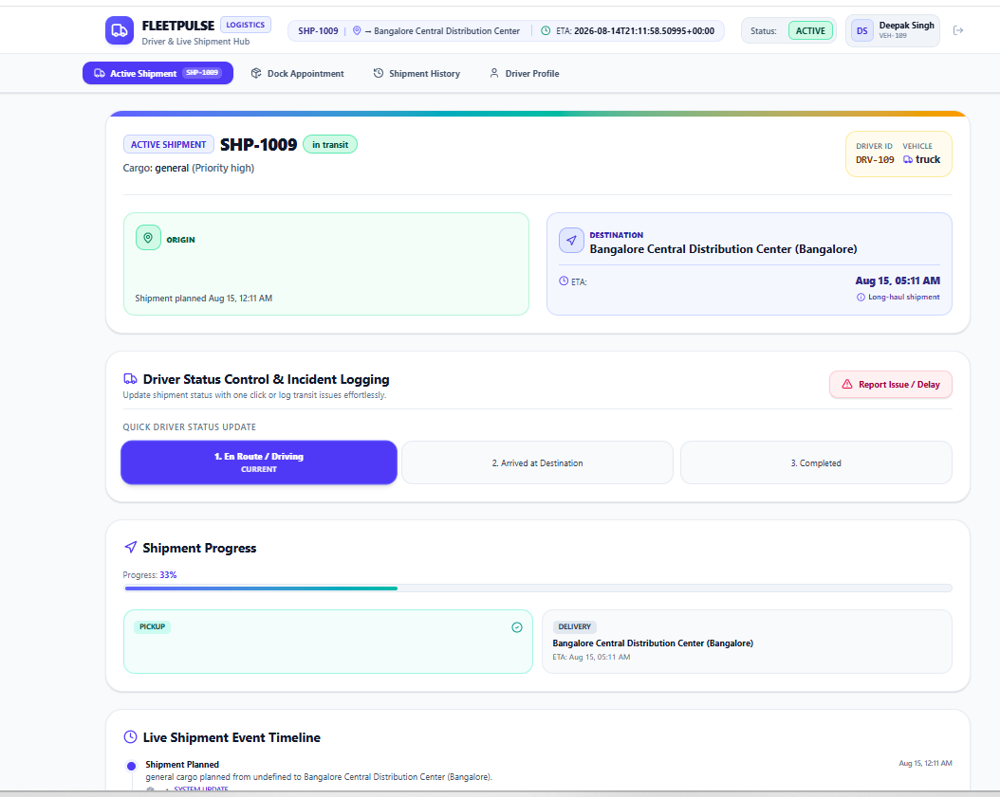 FLEETPULSE LOGISTICS
Driver & Live Shipment Hub
SHP-1009 | → Bangalore Central Distribution Center | ETA: 2026-08-14T21:11:58.50995+00:00
Status: ACTIVE
DS Deepak Singh
VEH-109
Active Shipment SHP-1009 Dock Appointment Shipment History Driver Profile
ACTIVE SHIPMENT SHP-1009 in transit
Cargo: general (Priority high)
DRIVER ID VEHICLE
DRV-109 truck
ORIGIN
Shipment planned Aug 15, 12:11 AM
DESTINATION
Bangalore Central Distribution Center (Bangalore)
ETA: Aug 15, 05:11 AM
Long-haul shipment
Driver Status Control & Incident Logging
Update shipment status with one click or log transit issues effortlessly.
Report Issue / Delay
QUICK DRIVER STATUS UPDATE
1. En Route / Driving
CURRENT
2. Arrived at Destination
3. Completed
Shipment Progress
Progress: 33%
PICKUP
DELIVERY
Bangalore Central Distribution Center (Bangalore)
ETA: Aug 15, 05:11 AM
Live Shipment Event Timeline
Shipment Planned Aug 15, 12:11 AM
general cargo planned from undefined to Bangalore Central Distribution Center (Bangalore).
SYSTEM UPDATE